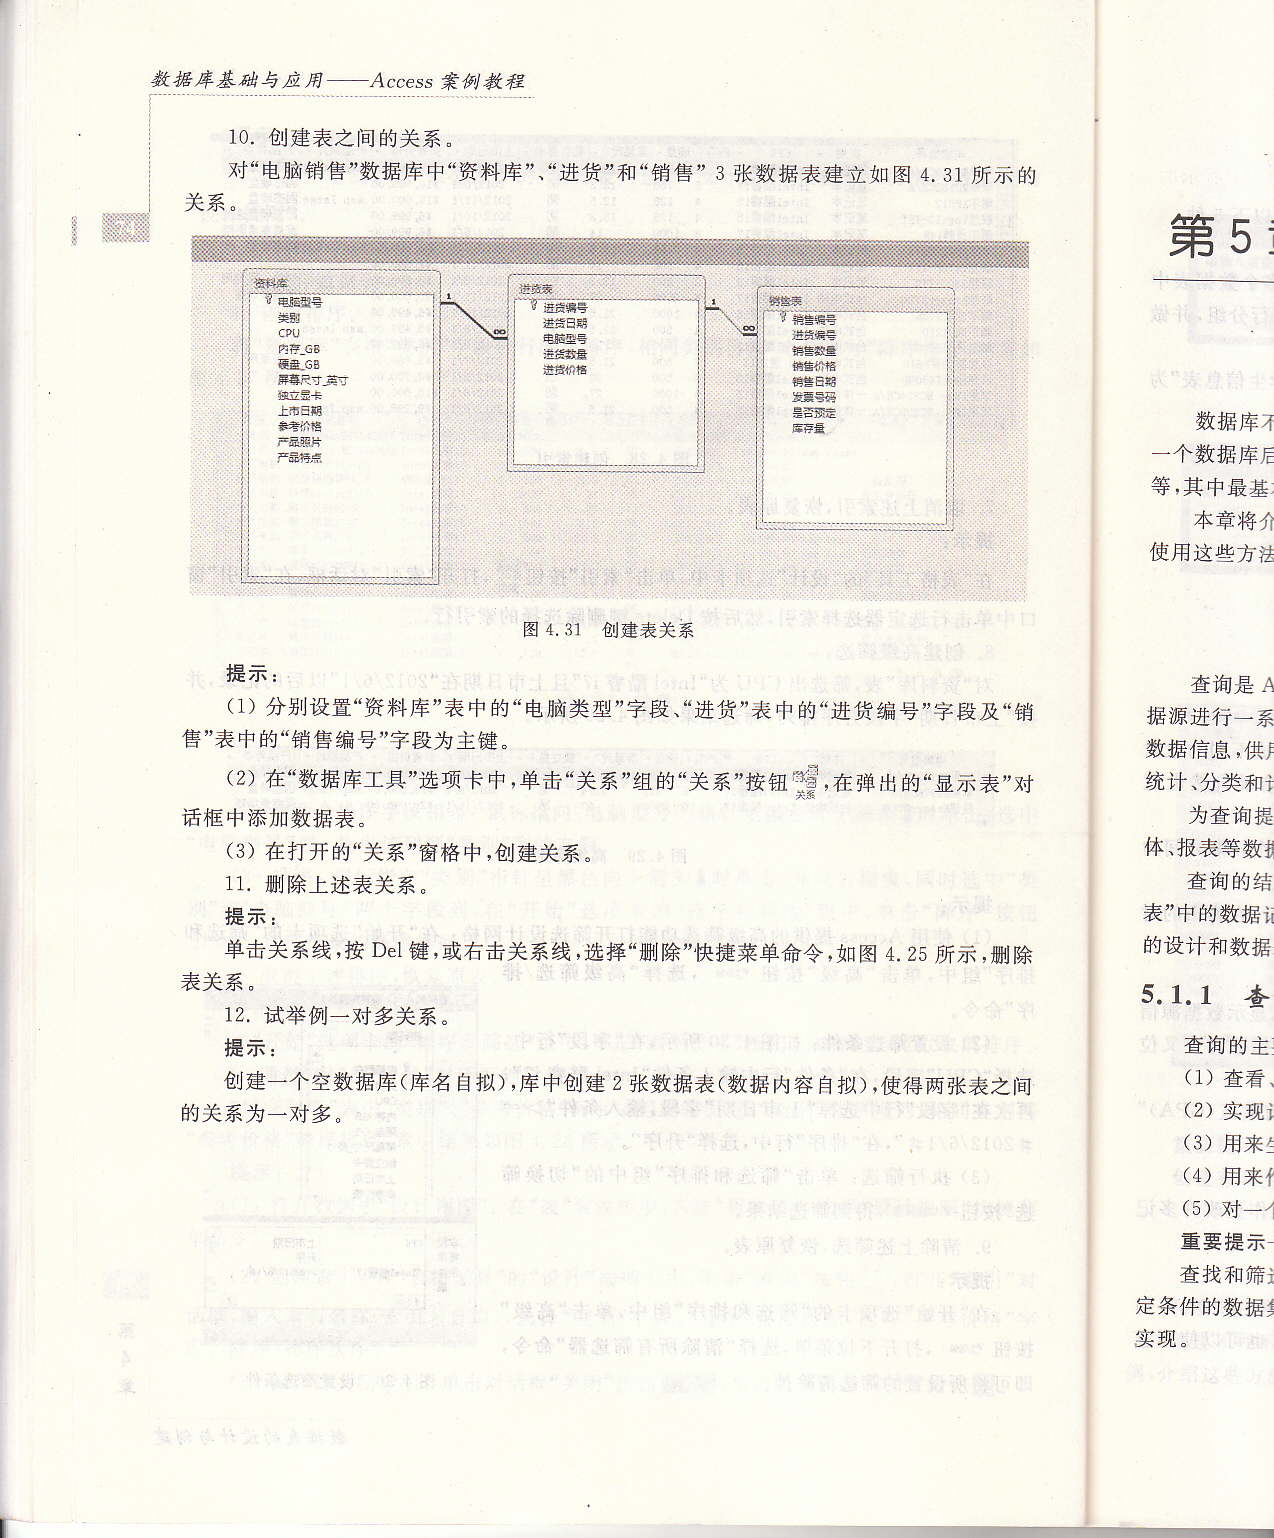 数据库基础与应用——Access 案例教程
10. 创建表之间的关系。
对“电脑销售”数据库中“资料库”、“进货”和“销售” 3 张数据表建立如图 4.31 所示的
关系。
74
资料库
电脑型号
类别
CPU
内存_GB
硬盘_GB
屏幕尺寸_英寸
独立显卡
上市日期
参考价格
产品照片
产品特点
1
∞
进货表
进货编号
进货日期
电脑型号
进货数量
进货价格
1
∞
销售表
销售编号
进货编号
销售数量
销售价格
销售日期
发票号码
是否预定
库存量
图 4.31 创建表关系
提示：
(1) 分别设置“资料库”表中的“电脑类型”字段、“进货”表中的“进货编号”字段及“销
售”表中的“销售编号”字段为主键。
(2) 在“数据库工具”选项卡中,单击“关系”组的“关系”按钮关系,在弹出的“显示表”对
话框中添加数据表。
(3) 在打开的“关系”窗格中,创建关系。
11. 删除上述表关系。
提示：
单击关系线,按 Del 键,或右击关系线,选择“删除”快捷菜单命令,如图 4.25 所示,删除
表关系。
12. 试举例一对多关系。
提示：
创建一个空数据库(库名自拟),库中创建 2 张数据表(数据内容自拟),使得两张表之间
的关系为一对多。
第 5
数据库不
一个数据库后
等,其中最基
本章将介
使用这些方法
查询是 A
据源进行一系
数据信息,供用
统计、分类和计
为查询提
体、报表等数据
查询的结
表”中的数据记
的设计和数据
5.1.1 查
查询的主要
(1) 查看、
(2) 实现记
(3) 用来生
(4) 用来作
(5) 对一个
重要提示
查找和筛选
定条件的数据集
实现。